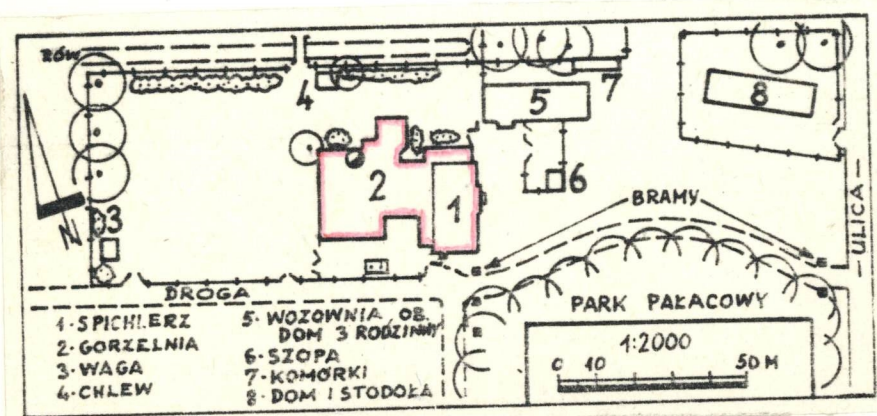 RÓW
4
7
5
8
2
1
6
3
N
BRAMY
ULICA
DROGA
PARK PAŁACOWY
1-SPICHLERZ
2-GORZELNIA
3-WAGA
4-CHLEW
5-WOZOWNIA, OB.
DOM 3 RODZINNY
6-SZOPA
7-KOMÓRKI
8-DOM I STODOŁA
1:2000
0 10 50 M